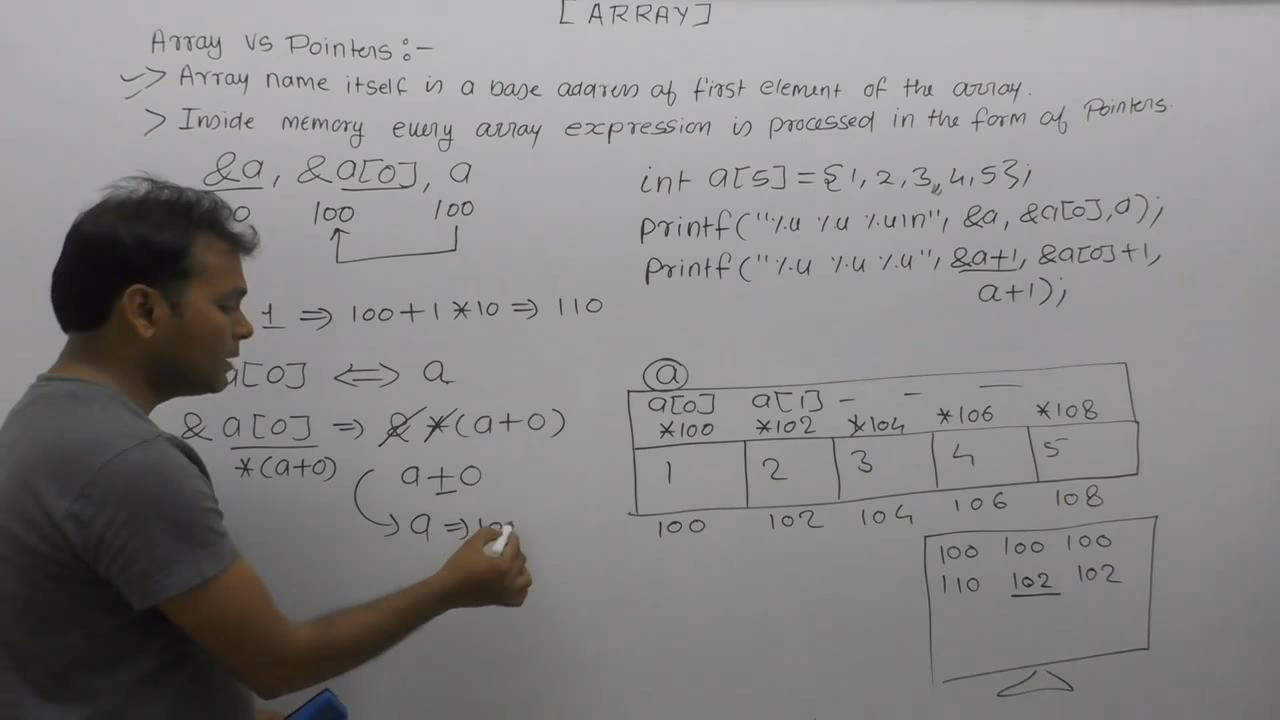 [ARRAY]
Array vs Pointers:-
> Array name itself is a base address of first element of the array.
> Inside memory every array expression is processed in the form of Pointers.
&a, &a[0], a
00 100 100
1 ⇒ 100+1*10 ⇒ 110
a[0] ⇔ a
& a[0] ⇒ &*(a+0)
*(a+0)
a+0
a ⇒
int a[5]={1,2,3,4,5};
printf("%u %u %u\n", &a, &a[0],a);
Printf("%u %u %u", &a+1, &a[0]+1,
a+1);
a
a[0] a[1] - - -
*100 *102 *104 *106 *108
1 2 3 4 5
100 102 104 106 108
100 100 100
110 102 102